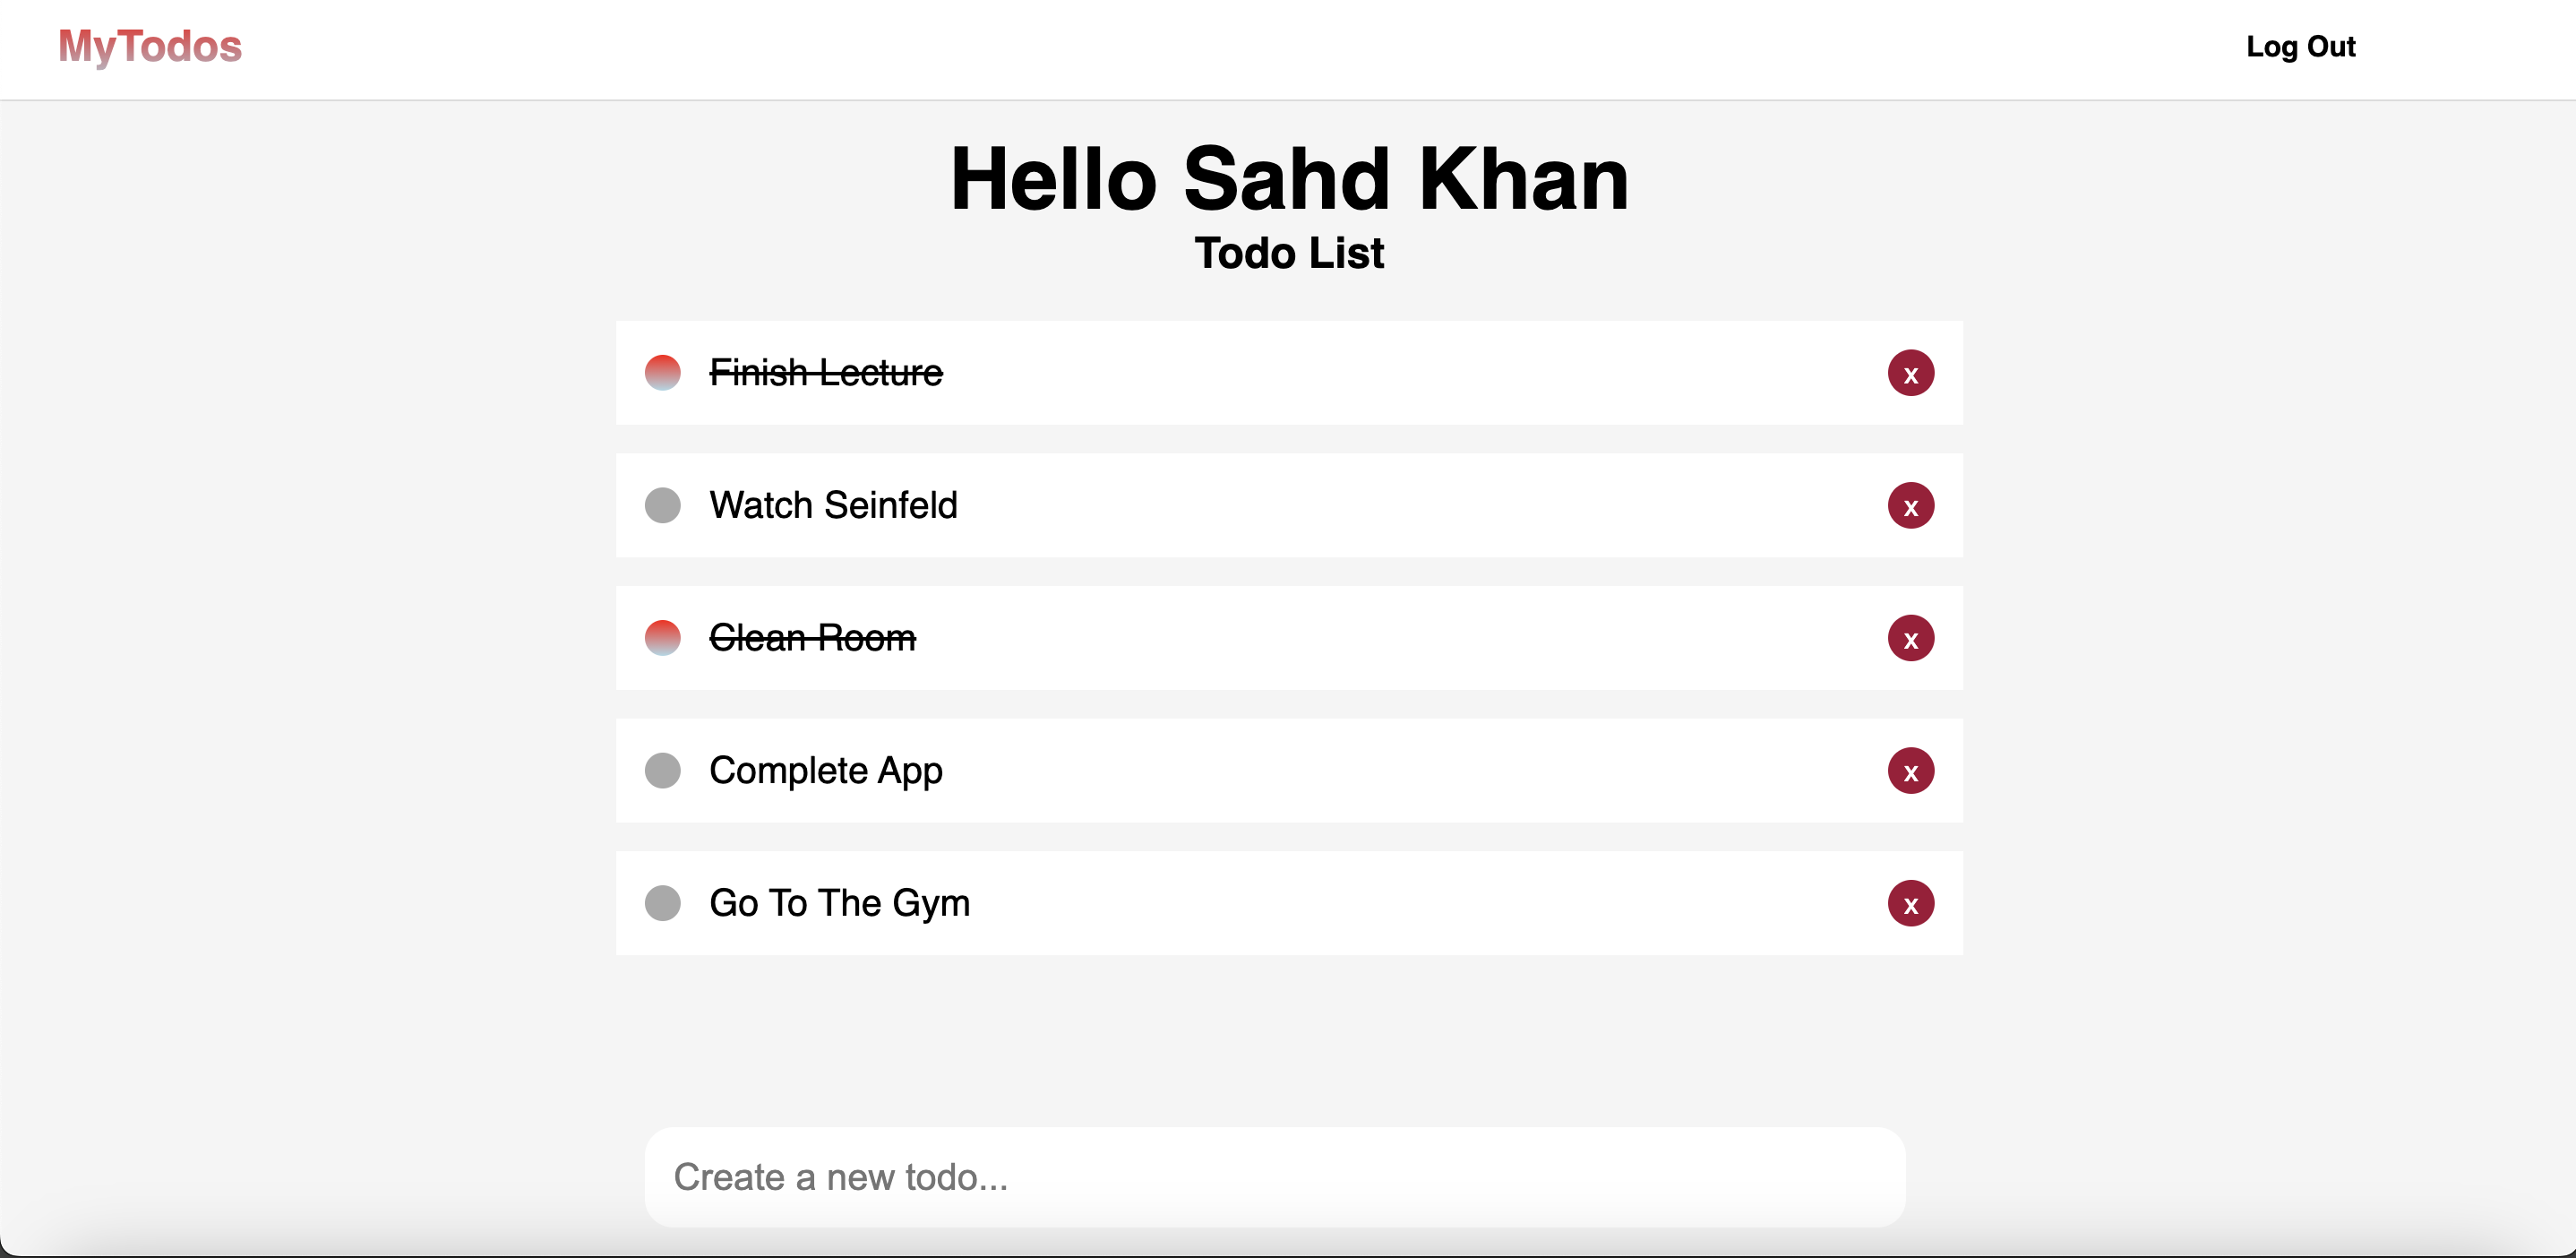 MyTodos
Log Out
Hello Sahd Khan
Todo List
Finish Lecture
x
Watch Seinfeld
x
Clean Room
x
Complete App
x
Go To The Gym
x
Create a new todo...